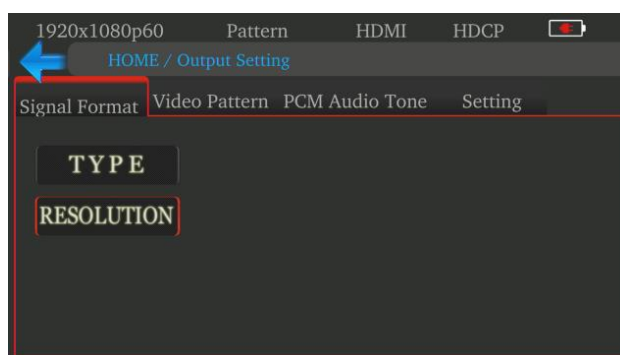 1920x1080p60 Pattern HDMI HDCP
HOME / Output Setting
Signal Format Video Pattern PCM Audio Tone Setting
TYPE
RESOLUTION